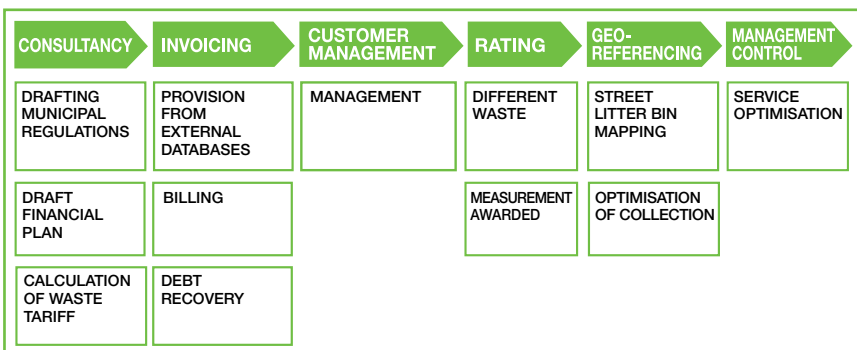 CONSULTANCY
INVOICING
CUSTOMER
MANAGEMENT
RATING
GEO-
REFERENCING
MANAGEMENT
CONTROL
DRAFTING
MUNICIPAL
REGULATIONS
PROVISION
FROM
EXTERNAL
DATABASES
MANAGEMENT
DIFFERENT
WASTE
STREET
LITTER BIN
MAPPING
SERVICE
OPTIMISATION
DRAFT
FINANCIAL
PLAN
BILLING
MEASUREMENT
AWARDED
OPTIMISATION
OF COLLECTION
CALCULATION
OF WASTE
TARIFF
DEBT
RECOVERY